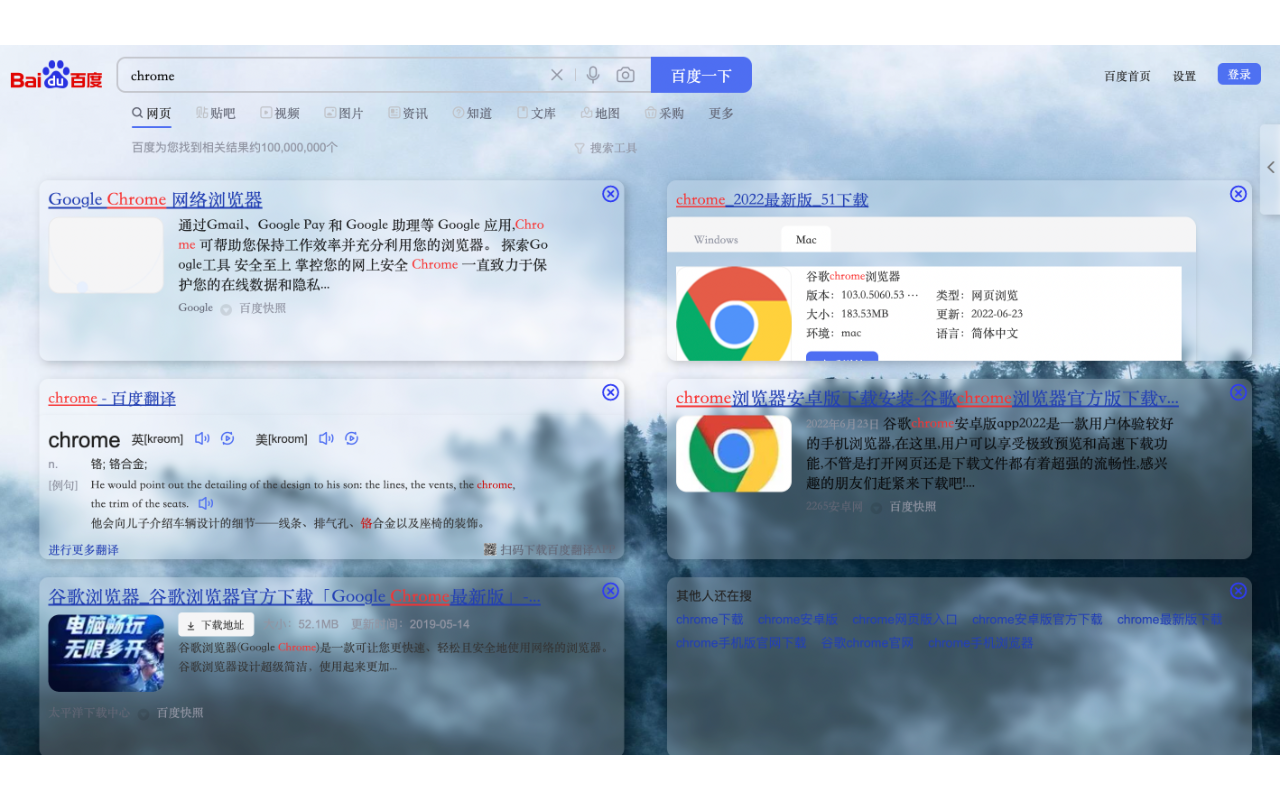 Bai du 百度
chrome
百度一下
百度首页 设置 登录
网页 贴吧 视频 图片 资讯 知道 文库 地图 采购 更多
百度为您找到相关结果约100,000,000个 搜索工具
Google Chrome 网络浏览器
通过Gmail、Google Pay 和 Google 助理等 Google 应用,Chro
me 可帮助您保持工作效率并充分利用您的浏览器。 探索Go
ogle工具 安全至上 掌控您的网上安全 Chrome 一直致力于保
护您的在线数据和隐私...
Google 百度快照
chrome_2022最新版_51下载
Windows Mac
谷歌chrome浏览器
版本：103.0.5060.53 ··· 类型：网页浏览
大小：183.53MB 更新：2022-06-23
环境：mac 语言：简体中文
chrome - 百度翻译
chrome 英[krəʊm] 美[kroʊm]
n. 铬; 铬合金;
[例句] He would point out the detailing of the design to his son: the lines, the vents, the chrome,
the trim of the seats.
他会向儿子介绍车辆设计的细节——线条、排气孔、铬合金以及座椅的装饰。
进行更多翻译 扫码下载百度翻译APP
chrome浏览器安卓版下载安装-谷歌chrome浏览器官方版下载v...
2022年6月23日 谷歌chrome安卓版app2022是一款用户体验较好
的手机浏览器,在这里,用户可以享受极致预览和高速下载功
能,不管是打开网页还是下载文件都有着超强的流畅性,感兴
趣的朋友们赶紧来下载吧!...
2265安卓网 百度快照
谷歌浏览器_谷歌浏览器官方下载「Google Chrome最新版」-...
电脑畅玩
无限多开
下载地址 大小：52.1MB 更新时间：2019-05-14
谷歌浏览器(Google Chrome)是一款可让您更快速、轻松且安全地使用网络的浏览器。
谷歌浏览器设计超级简洁，使用起来更加...
太平洋下载中心 百度快照
其他人还在搜
chrome下载 chrome安卓版 chrome网页版入口 chrome安卓版官方下载 chrome最新版下载
chrome手机版官网下载 谷歌chrome官网 chrome手机浏览器